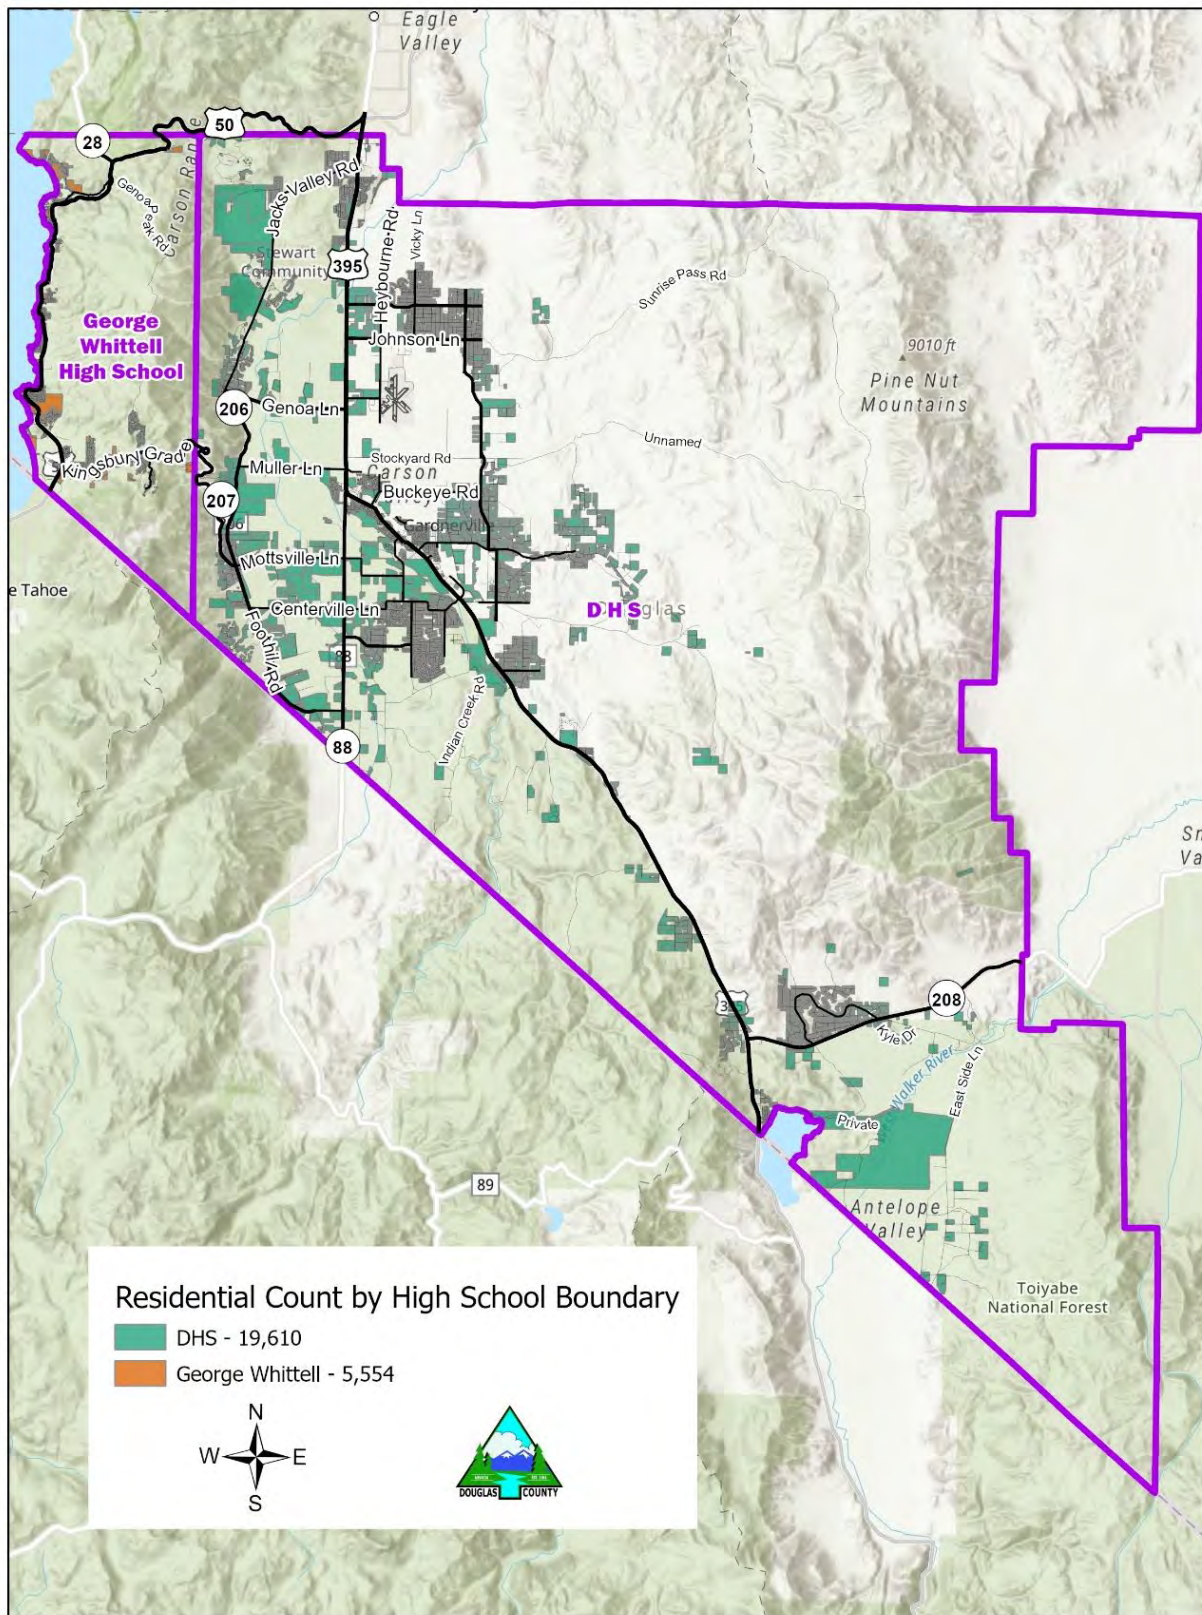 Eagle
Valley
50
28
Genoa Peak Rd
Carson Range
Jacks Valley Rd
Stewart
Community
395
Heybourne Rd
Vicky Ln
Sunrise Pass Rd
Johnson Ln
George
Whittell
High School
9010 ft
Pine Nut
Mountains
206
Genoa Ln
Unnamed
Kingsbury Grade
Stockyard Rd
Muller Ln
Carson
Buckeye Rd
207
Gardnerville
Mottsville Ln
e Tahoe
Centerville Ln
DHS
Foothill Rd
88
Indian Creek Rd
88
Sn
Va
208
Kyle Dr
Walker River
East Side Ln
Private
89
Antelope
Valley
Toiyabe
National Forest
Residential Count by High School Boundary
DHS - 19,610
George Whittell - 5,554
N
W E
S
DOUGLAS COUNTY